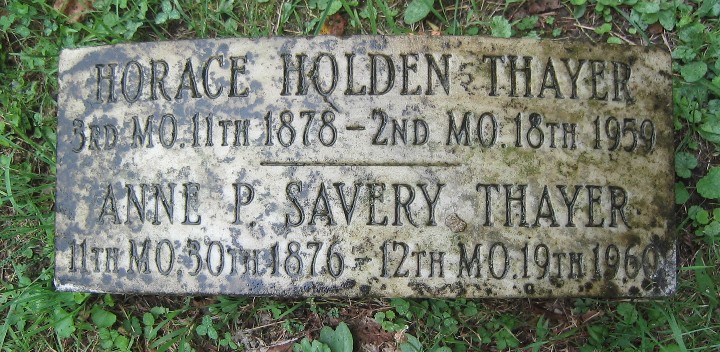 HORACE HOLDEN THAYER
3RD MO. 11TH 1878 – 2ND MO. 18TH 1959
ANNE P SAVERY THAYER
11TH MO. 30TH 1876 – 12TH MO. 19TH 1960